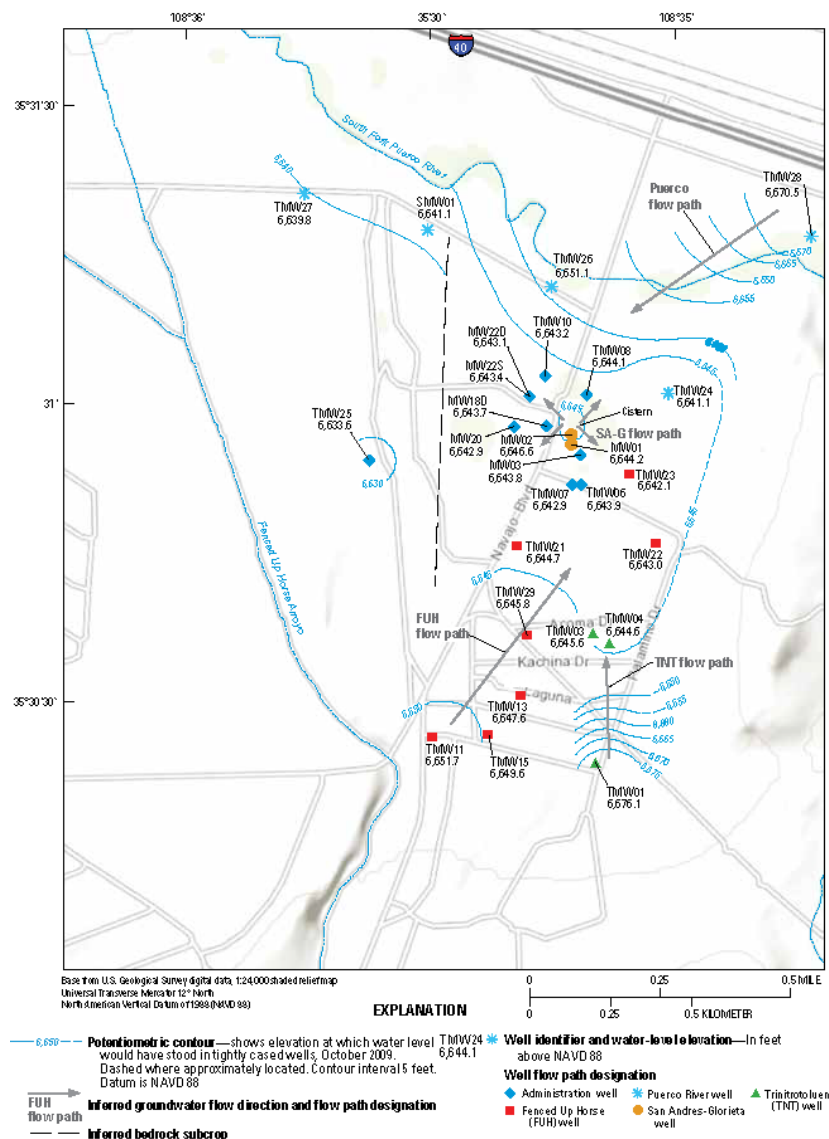 108°36'
35'30"
108°35'
40
35°31'30"
South Fork Puerco River
6,640
TMW27
6,639.8
SMW01
6,641.1
TMW28
6,670.5
Puerco
flow path
TMW26
6,651.1
6,670
6,665
6,655
MW22D
6,643.1
TMW10
6,643.2
TMW08
6,644.1
MW22S
6,643.4
6,645
31'
MW18D
6,643.7
6,645
Cistern
TMW24
6,641.1
TMW25
6,633.6
MW20
6,642.9
MW02
6,646.6
SA-G flow path
MW01
6,644.2
MW03
6,643.8
TMW23
6,642.1
6,630
TMW07
6,642.9
TMW06
6,643.9
6,645
Navajo Blvd
Fenced Up Horse Arroyo
TMW21
6,644.7
TMW22
6,643.0
6,645
TMW29
6,645.8
FUH
flow path
TMW03
6,645.6
Acoma D
TMW04
6,644.6
Palamino Dr
Kachina Dr
TNT flow path
Laguna
6,650
6,655
35°30'30"
6,650
TMW13
6,647.6
6,665
6,670
6,675
TMW11
6,651.7
TMW15
6,649.6
TMW01
6,676.1
Base from U.S. Geological Survey digital data, 1:24,000 shaded relief map
Universal Transverse Mercator 12° North
North American Vertical Datum of 1988 (NAVD 88)
0 0.25 0.5 MILE
0 0.5 KILOMETER
EXPLANATION
6,650 Potentiometric contour—shows elevation at which water level
would have stood in tightly cased wells, October 2009.
Dashed where approximately located. Contour interval 5 feet.
Datum is NAVD 88
FUH
flow path
Inferred groundwater flow direction and flow path designation
Inferred bedrock subcrop
TMW24
6,644.1
Well identifier and water-level elevation—In feet
above NAVD 88
Well flow path designation
Administration well
Puerco River well
Trinitrotoluen
(TNT) well
Fenced Up Horse
(FUH) well
San Andres-Glorieta
well